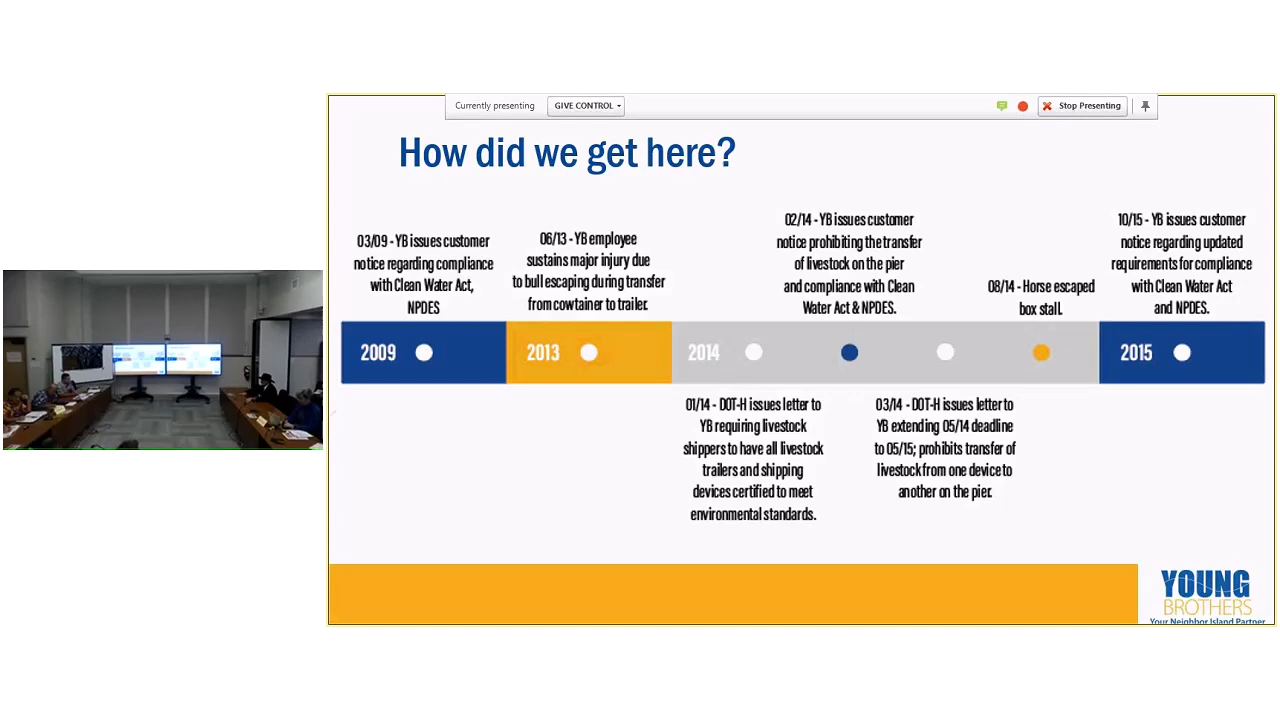 Currently presenting GIVE CONTROL Stop Presenting
How did we get here?
03/09 - YB issues customer
notice regarding compliance
with Clean Water Act,
NPDES
06/13 - YB employee
sustains major injury due
to bull escaping during transfer
from cowtainer to trailer.
02/14 - YB issues customer
notice prohibiting the transfer
of livestock on the pier
and compliance with Clean
Water Act & NPDES.
08/14 - Horse escaped
box stall.
10/15 - YB issues customer
notice regarding updated
requirements for compliance
with Clean Water Act
and NPDES.
2009 2013 2014 2015
01/14 - DOT-H issues letter to
YB requiring livestock
shippers to have all livestock
trailers and shipping
devices certified to meet
environmental standards.
03/14 - DOT-H issues letter to
YB extending 05/14 deadline
to 05/15; prohibits transfer of
livestock from one device to
another on the pier.
YOUNG
BROTHERS
Your Neighbor Island Partner